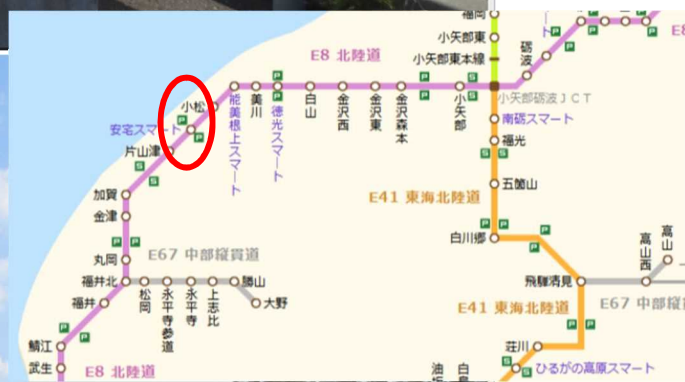 福岡
小矢部東
小矢部東本線
E8 北陸道
砺波
小矢部砺波JCT
小松
安宅スマート
片山津
能美根上スマート
美川
徳光スマート
白山
金沢西
金沢東
金沢森本
小矢部
南砺スマート
福光
五箇山
E41 東海北陸道
加賀
金津
丸岡
E67 中部縦貫道
白川郷
高山西
高山
福井北
松岡
永平寺参道
永平寺
上志比
勝山
大野
飛騨清見
福井
E41 東海北陸道
E67 中部縦
荘川
鯖江
武生
E8 北陸道
ひるがの高原スマート
P
S